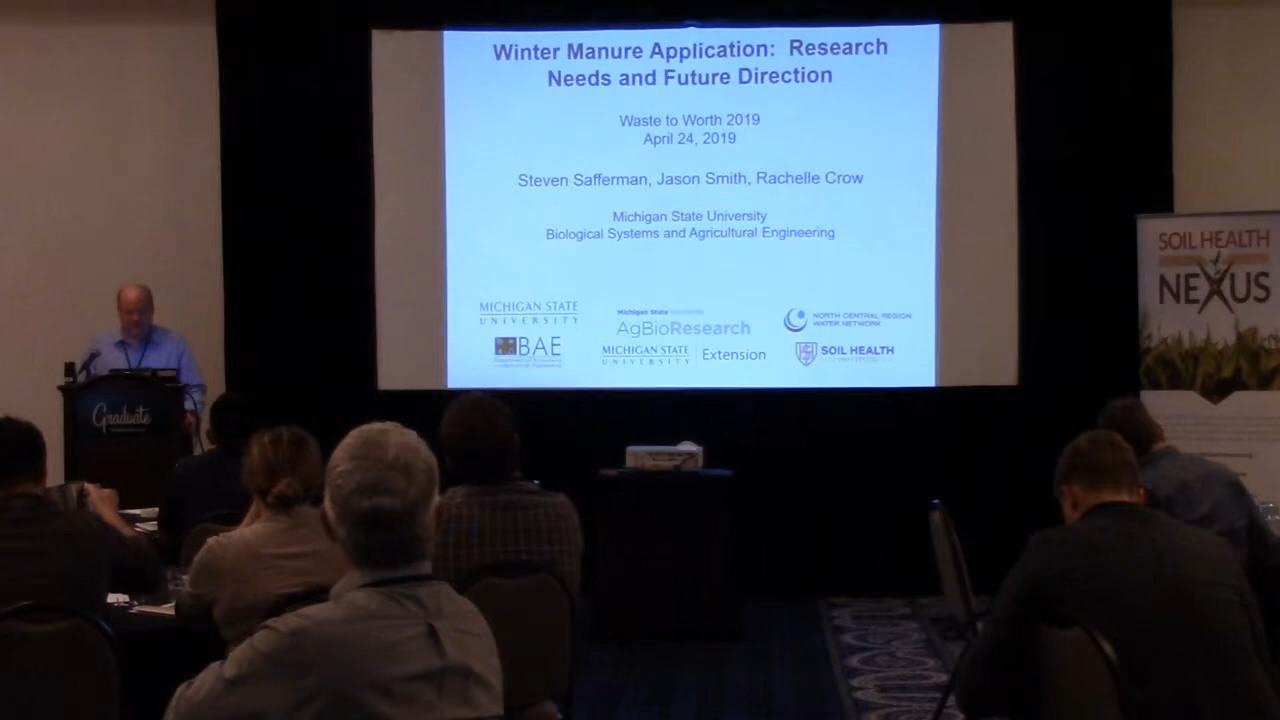 Winter Manure Application: Research
Needs and Future Direction
Waste to Worth 2019
April 24, 2019
Steven Safferman, Jason Smith, Rachelle Crow
Michigan State University
Biological Systems and Agricultural Engineering
MICHIGAN STATE
UNIVERSITY
BAE
Michigan State
AgBioResearch
MICHIGAN STATE
UNIVERSITY
Extension
NORTH CENTRAL REGION
WATER NETWORK
SOIL HEALTH
SOIL HEALTH
NEXUS
Graduate